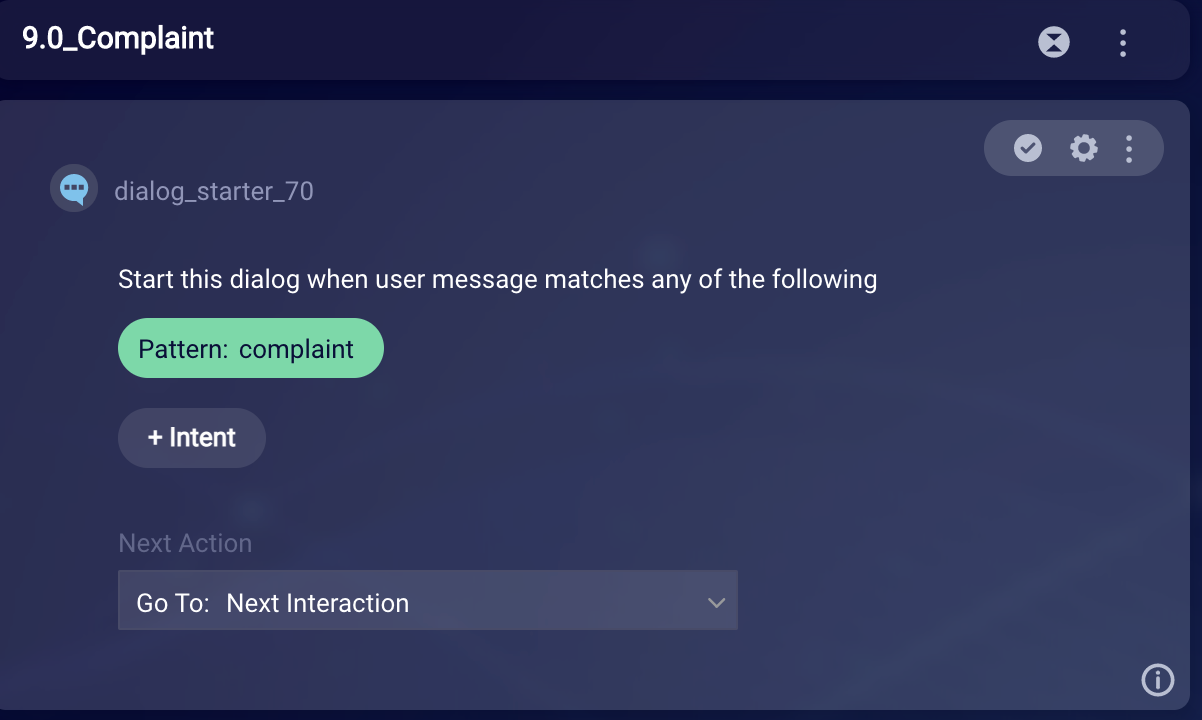 9.0_Complaint
dialog_starter_70
Start this dialog when user message matches any of the following
Pattern: complaint
+ Intent
Next Action
Go To: Next Interaction